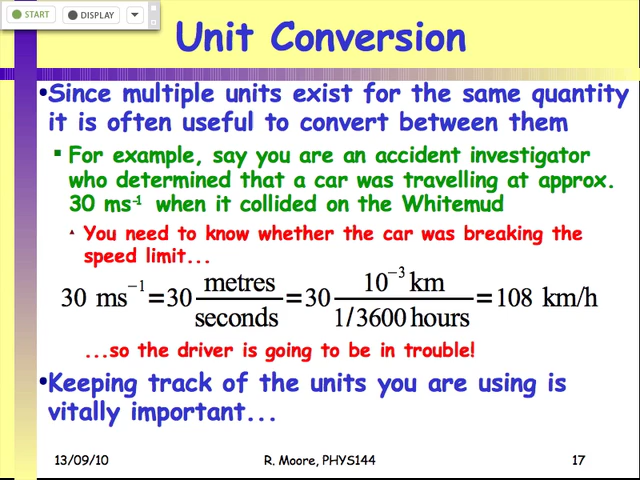 START DISPLAY
Unit Conversion
•Since multiple units exist for the same quantity
it is often useful to convert between them
▪ For example, say you are an accident investigator
who determined that a car was travelling at approx.
30 ms⁻¹ when it collided on the Whitemud
▴ You need to know whether the car was breaking the
speed limit...
30 ms⁻¹ = 30 metres/seconds = 30 10⁻³ km/1/3600 hours = 108 km/h
...so the driver is going to be in trouble!
•Keeping track of the units you are using is
vitally important...
13/09/10 R. Moore, PHYS144 17